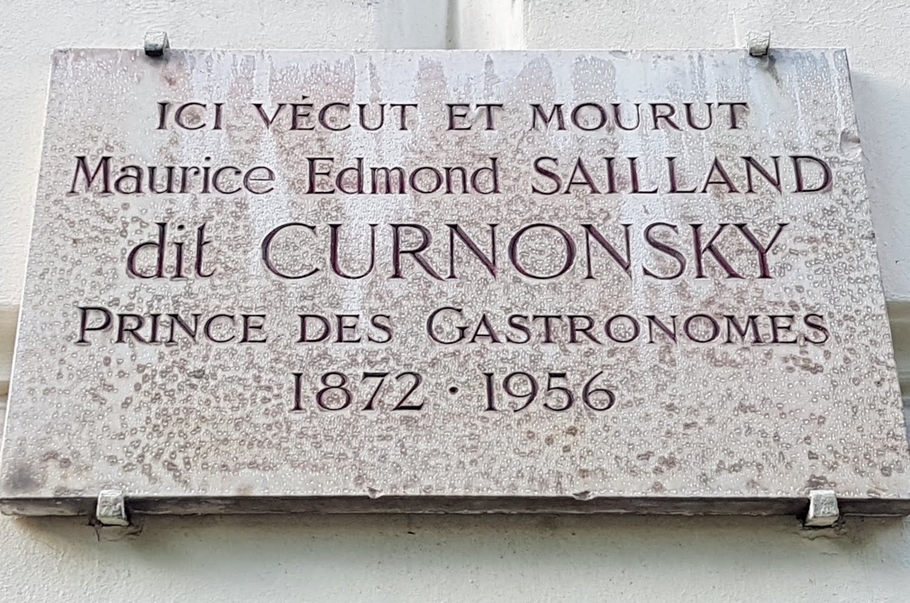 ICI VÉCUT ET MOURUT
Maurice Edmond SAILLAND
dit CURNONSKY
PRINCE DES GASTRONOMES
1872 · 1956